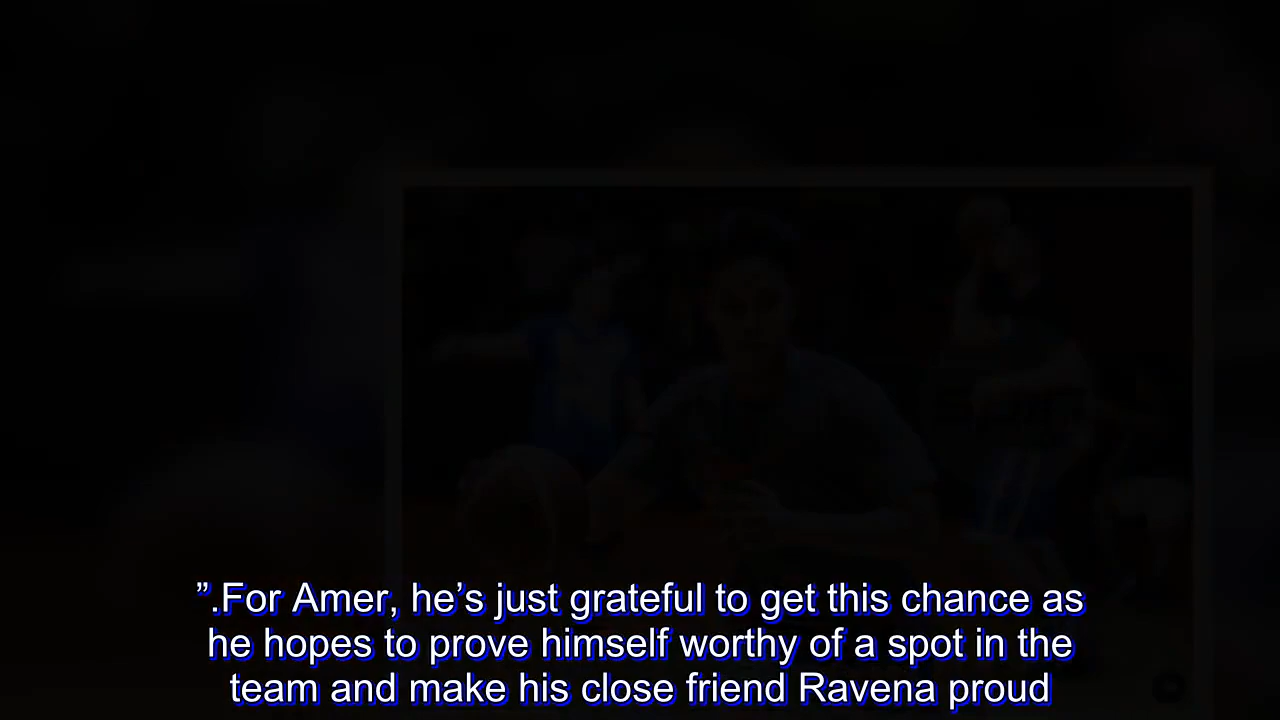 ”.For Amer, he’s just grateful to get this chance as
he hopes to prove himself worthy of a spot in the
team and make his close friend Ravena proud